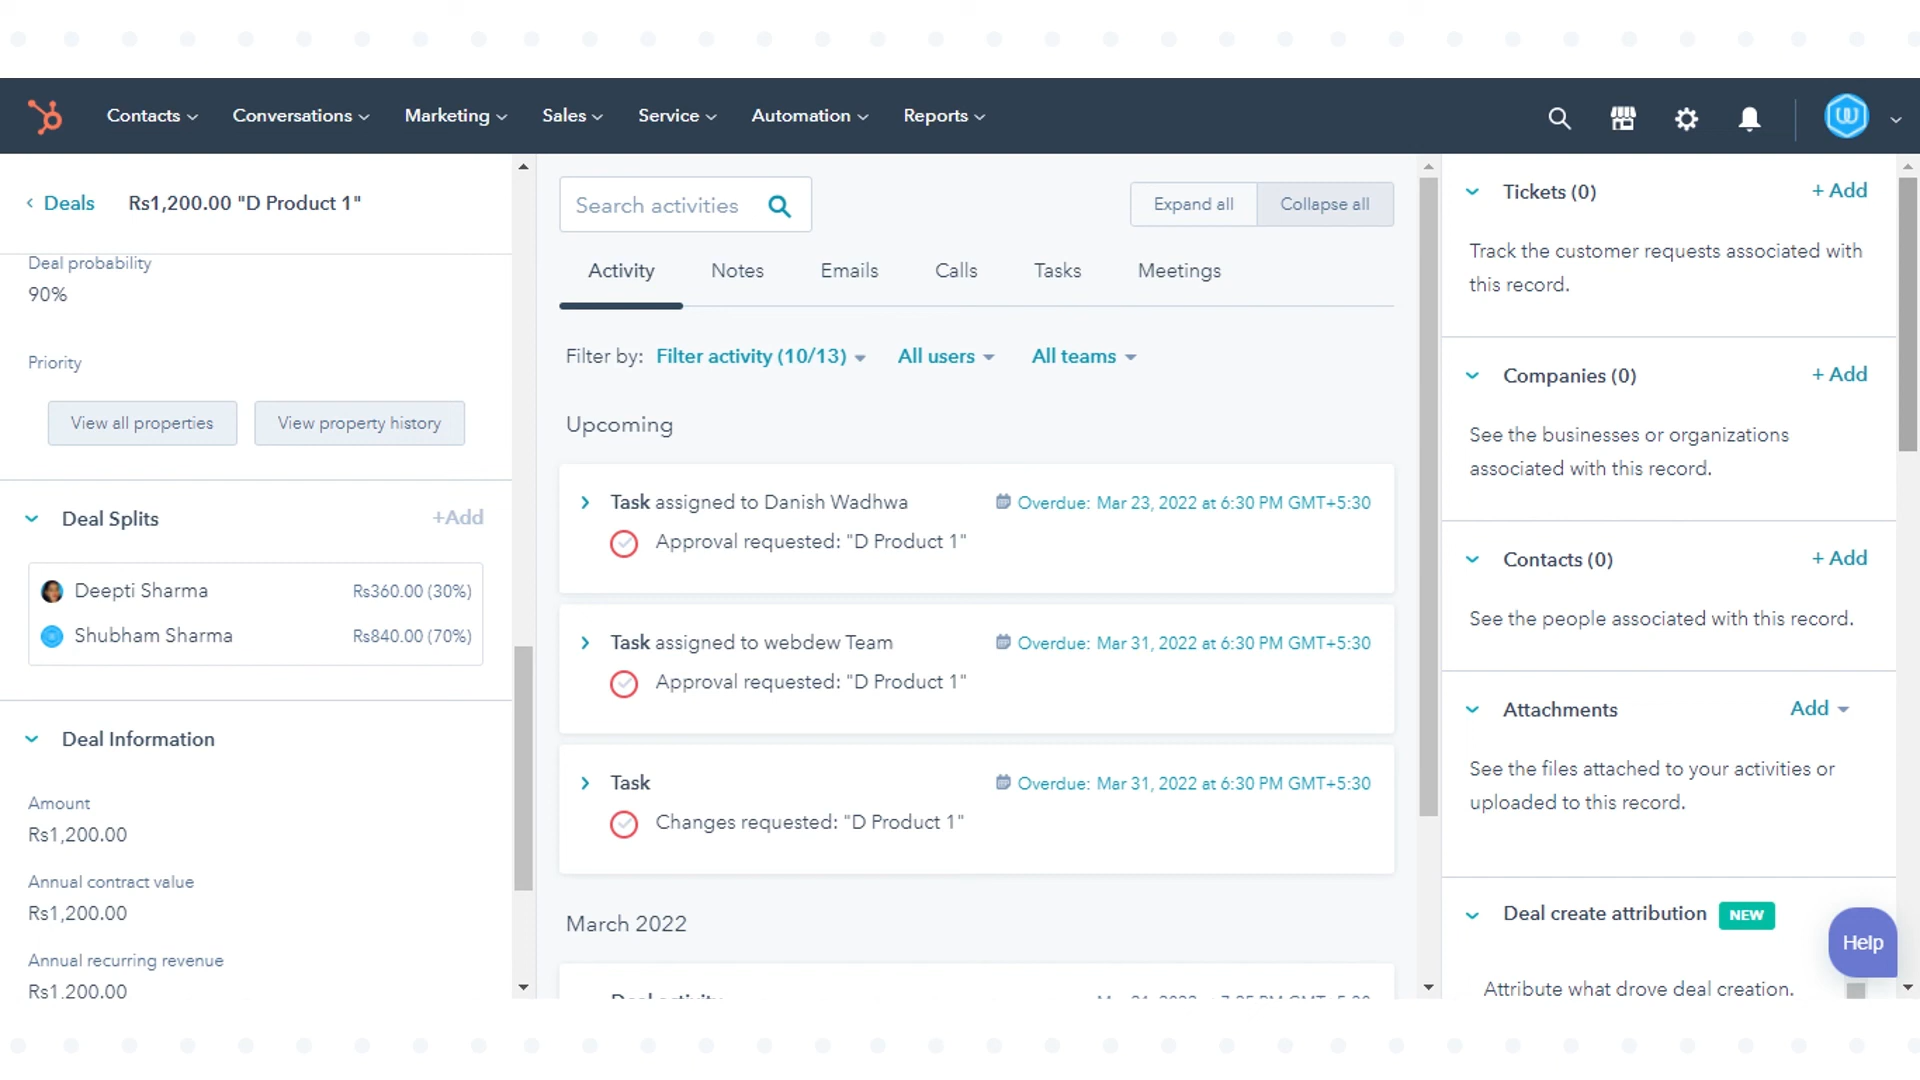 Contacts
Conversations
Marketing
Sales
Service
Automation
Reports
Deals
Rs1,200.00 "D Product 1"
Deal probability
90%
Priority
View all properties
View property history
Deal Splits
+Add
Deepti Sharma
Rs360.00 (30%)
Shubham Sharma
Rs840.00 (70%)
Deal Information
Amount
Rs1,200.00
Annual contract value
Rs1,200.00
Annual recurring revenue
Rs1,200.00
Search activities
Expand all
Collapse all
Activity
Notes
Emails
Calls
Tasks
Meetings
Filter by:
Filter activity (10/13)
All users
All teams
Upcoming
Task assigned to Danish Wadhwa
Overdue: Mar 23, 2022 at 6:30 PM GMT+5:30
Approval requested: "D Product 1"
Task assigned to webdew Team
Overdue: Mar 31, 2022 at 6:30 PM GMT+5:30
Approval requested: "D Product 1"
Task
Overdue: Mar 31, 2022 at 6:30 PM GMT+5:30
Changes requested: "D Product 1"
March 2022
Deal activity
Tickets (0)
+ Add
Track the customer requests associated with
this record.
Companies (0)
+ Add
See the businesses or organizations
associated with this record.
Contacts (0)
+ Add
See the people associated with this record.
Attachments
Add
See the files attached to your activities or
uploaded to this record.
Deal create attribution
NEW
Help
Attribute what drove deal creation.